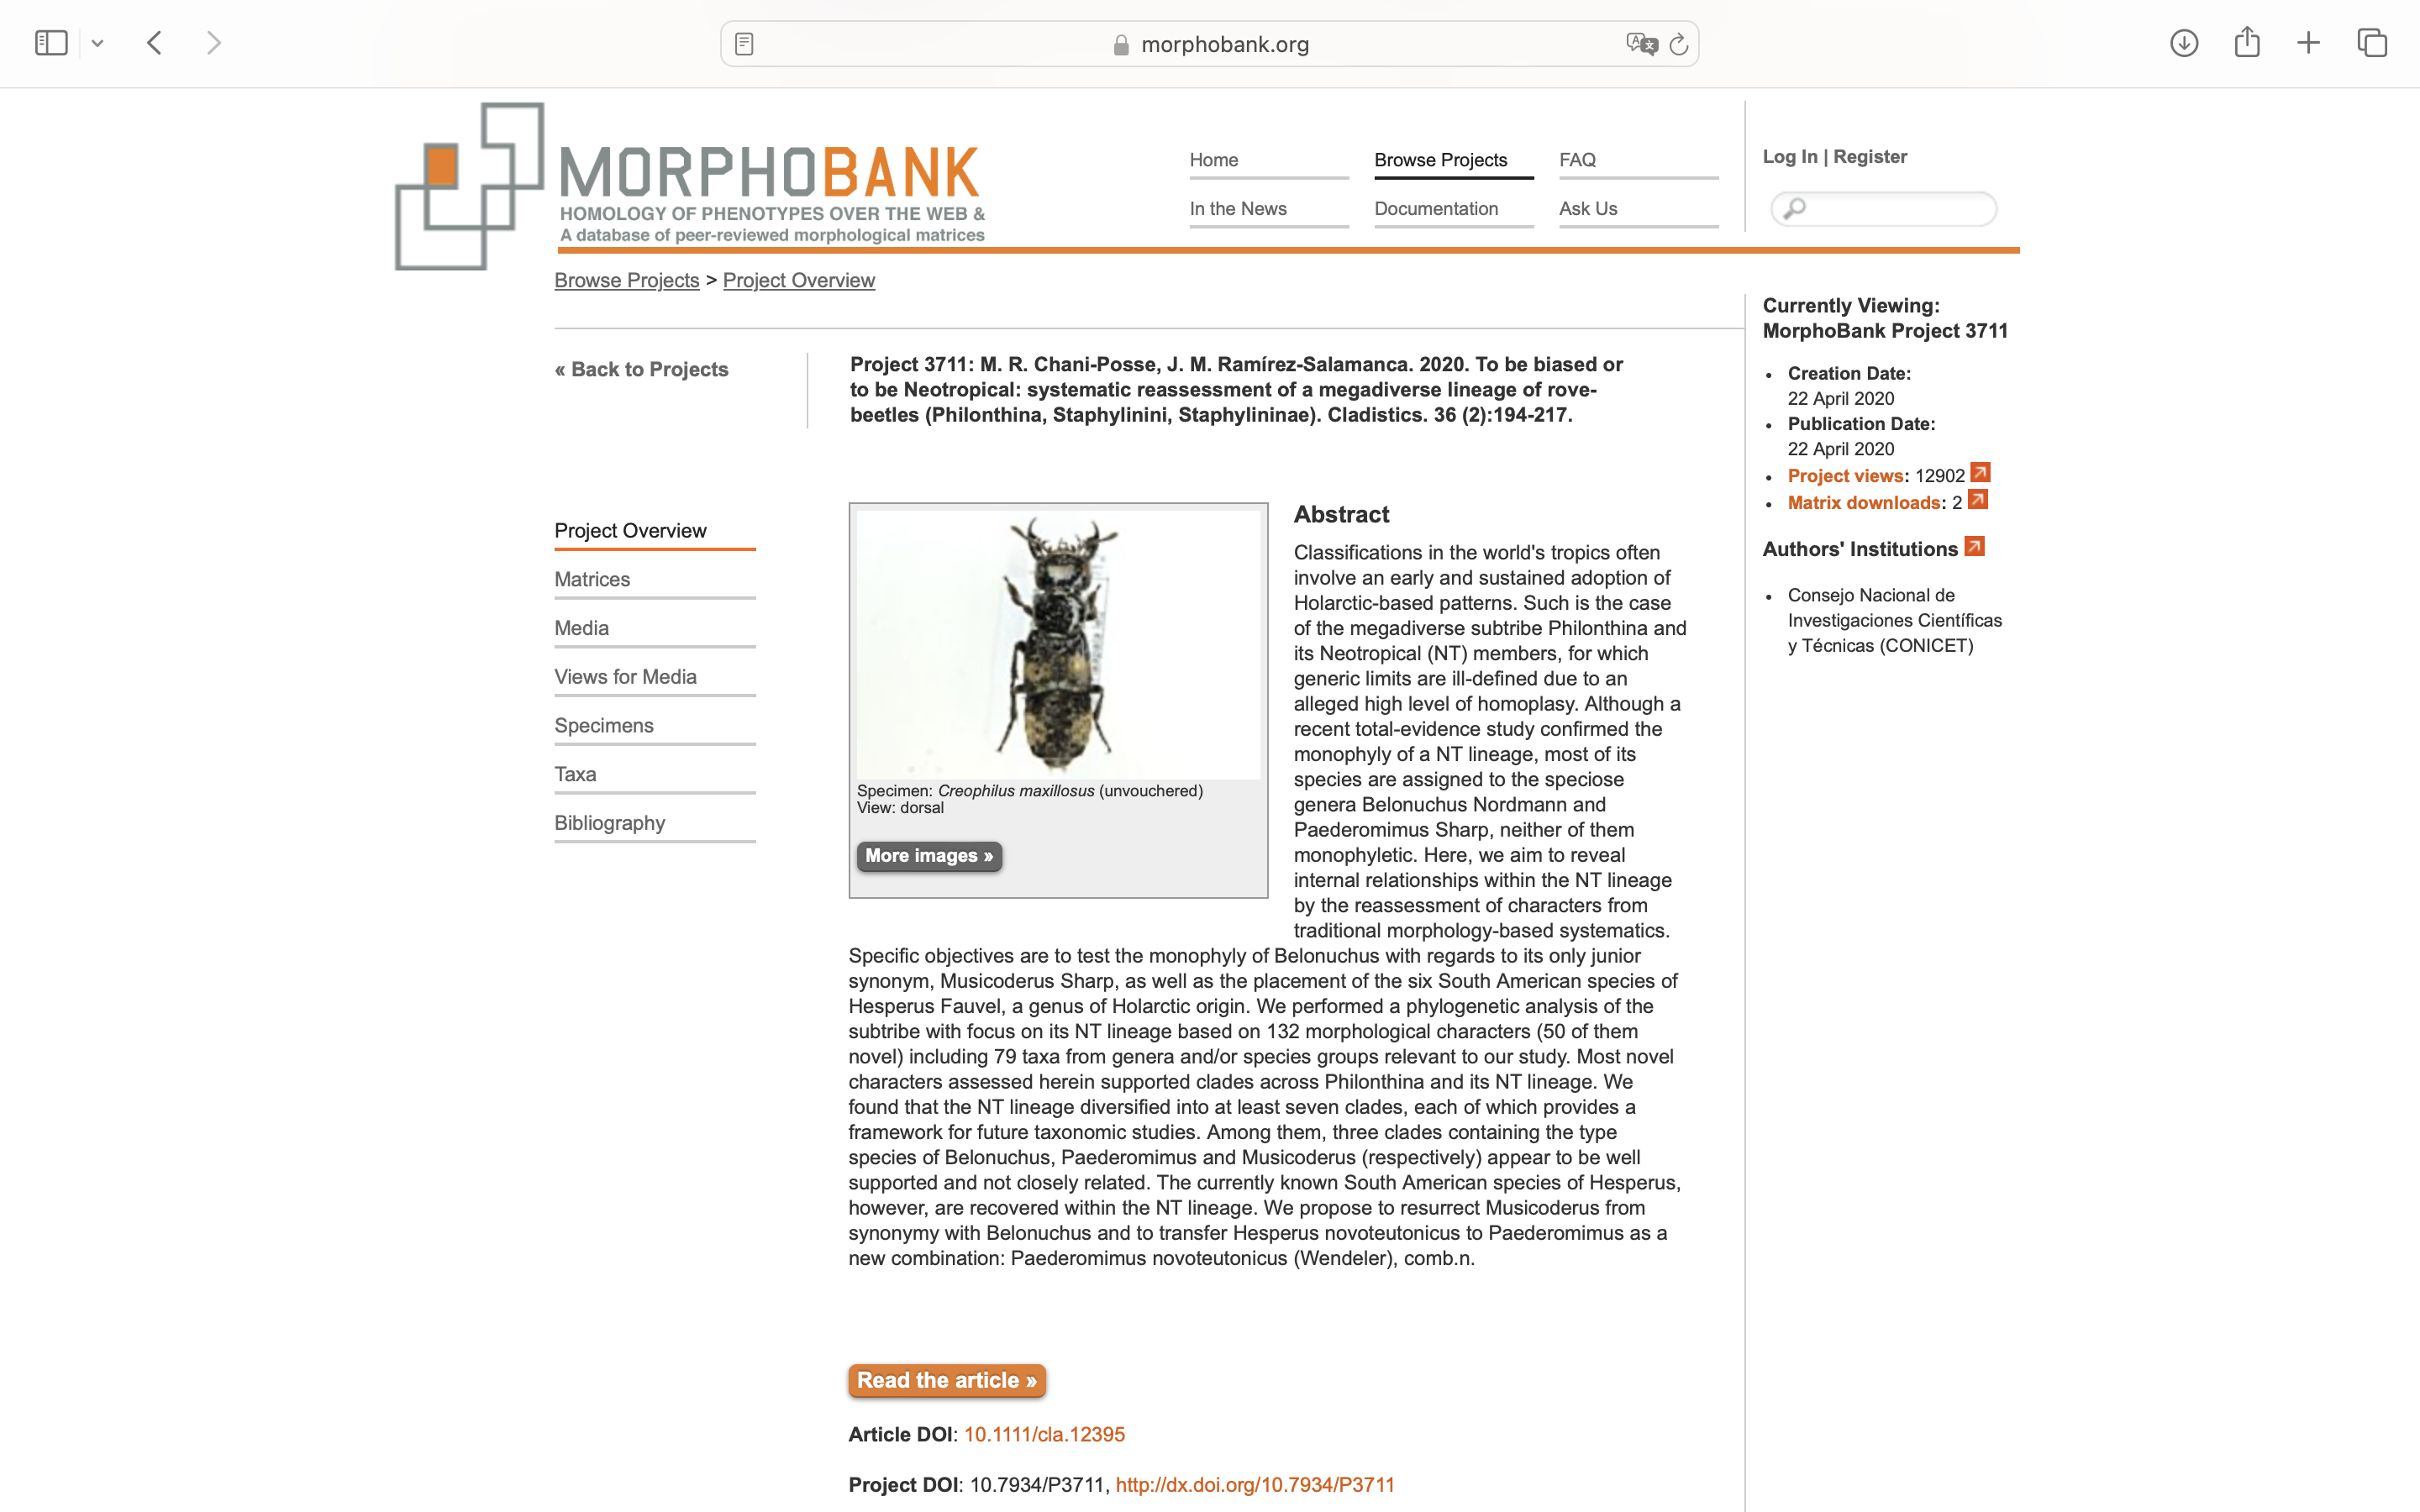 morphobank.org
MORPHOBANK
HOMOLOGY OF PHENOTYPES OVER THE WEB &
A database of peer-reviewed morphological matrices
Home
Browse Projects
FAQ
In the News
Documentation
Ask Us
Log In | Register
Browse Projects > Project Overview
« Back to Projects
Project 3711: M. R. Chani-Posse, J. M. Ramírez-Salamanca. 2020. To be biased or
to be Neotropical: systematic reassessment of a megadiverse lineage of rove-
beetles (Philonthina, Staphylinini, Staphylininae). Cladistics. 36 (2):194-217.
Project Overview
Matrices
Media
Views for Media
Specimens
Taxa
Bibliography
Specimen: Creophilus maxillosus (unvouchered)
View: dorsal
More images »
Abstract
Classifications in the world's tropics often
involve an early and sustained adoption of
Holarctic-based patterns. Such is the case
of the megadiverse subtribe Philonthina and
its Neotropical (NT) members, for which
generic limits are ill-defined due to an
alleged high level of homoplasy. Although a
recent total-evidence study confirmed the
monophyly of a NT lineage, most of its
species are assigned to the speciose
genera Belonuchus Nordmann and
Paederomimus Sharp, neither of them
monophyletic. Here, we aim to reveal
internal relationships within the NT lineage
by the reassessment of characters from
traditional morphology-based systematics.
Specific objectives are to test the monophyly of Belonuchus with regards to its only junior
synonym, Musicoderus Sharp, as well as the placement of the six South American species of
Hesperus Fauvel, a genus of Holarctic origin. We performed a phylogenetic analysis of the
subtribe with focus on its NT lineage based on 132 morphological characters (50 of them
novel) including 79 taxa from genera and/or species groups relevant to our study. Most novel
characters assessed herein supported clades across Philonthina and its NT lineage. We
found that the NT lineage diversified into at least seven clades, each of which provides a
framework for future taxonomic studies. Among them, three clades containing the type
species of Belonuchus, Paederomimus and Musicoderus (respectively) appear to be well
supported and not closely related. The currently known South American species of Hesperus,
however, are recovered within the NT lineage. We propose to resurrect Musicoderus from
synonymy with Belonuchus and to transfer Hesperus novoteutonicus to Paederomimus as a
new combination: Paederomimus novoteutonicus (Wendeler), comb.n.
Read the article »
Article DOI: 10.1111/cla.12395
Project DOI: 10.7934/P3711, http://dx.doi.org/10.7934/P3711
Currently Viewing:
MorphoBank Project 3711
• Creation Date:
22 April 2020
• Publication Date:
22 April 2020
• Project views: 12902
• Matrix downloads: 2
Authors' Institutions
• Consejo Nacional de
Investigaciones Científicas
y Técnicas (CONICET)